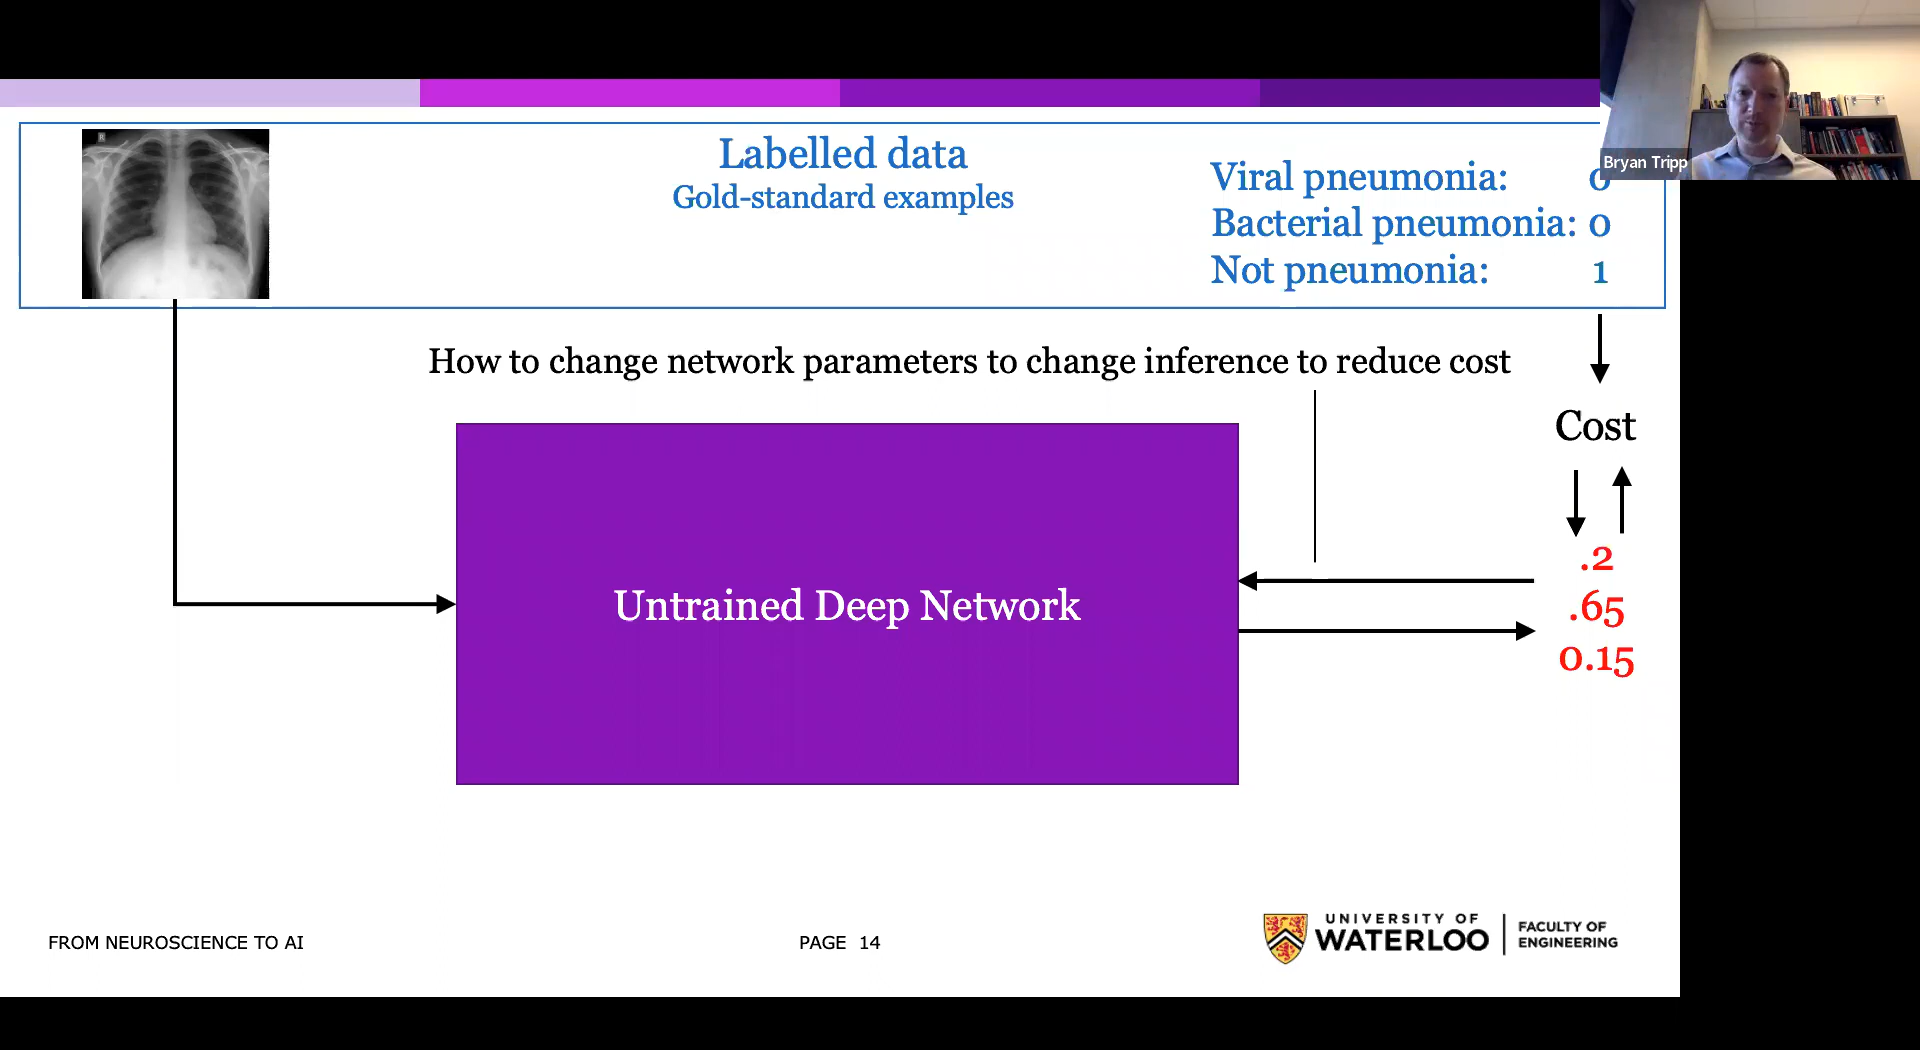 Labelled data
Gold-standard examples
Viral pneumonia: 0
Bacterial pneumonia: 0
Not pneumonia: 1
Bryan Tripp
How to change network parameters to change inference to reduce cost
Cost
.2
.65
0.15
Untrained Deep Network
FROM NEUROSCIENCE TO AI
PAGE 14
UNIVERSITY OF
WATERLOO
FACULTY OF
ENGINEERING